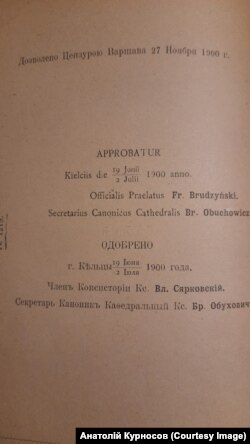 Дозволено Цензурою Варшава 27 Ноября 1900 г.
APPROBATUR
Kielciis die 19 Junii / 2 Julii 1900 anno.
Officialis Praelatus Fr. Brudzyński.
Secretarius Canonicus Cathedralis Br. Obuchowicz
ОДОБРЕНО
г. Кѣльцы 19 Іюня / 2 Іюля 1900 года.
Членъ Консисторіи Кс. Вл. Сярковскій.
Секретарь Каноникъ Каѳедральный Кс. Бр. Обухович
Анатолій Курносов (Courtesy Image)